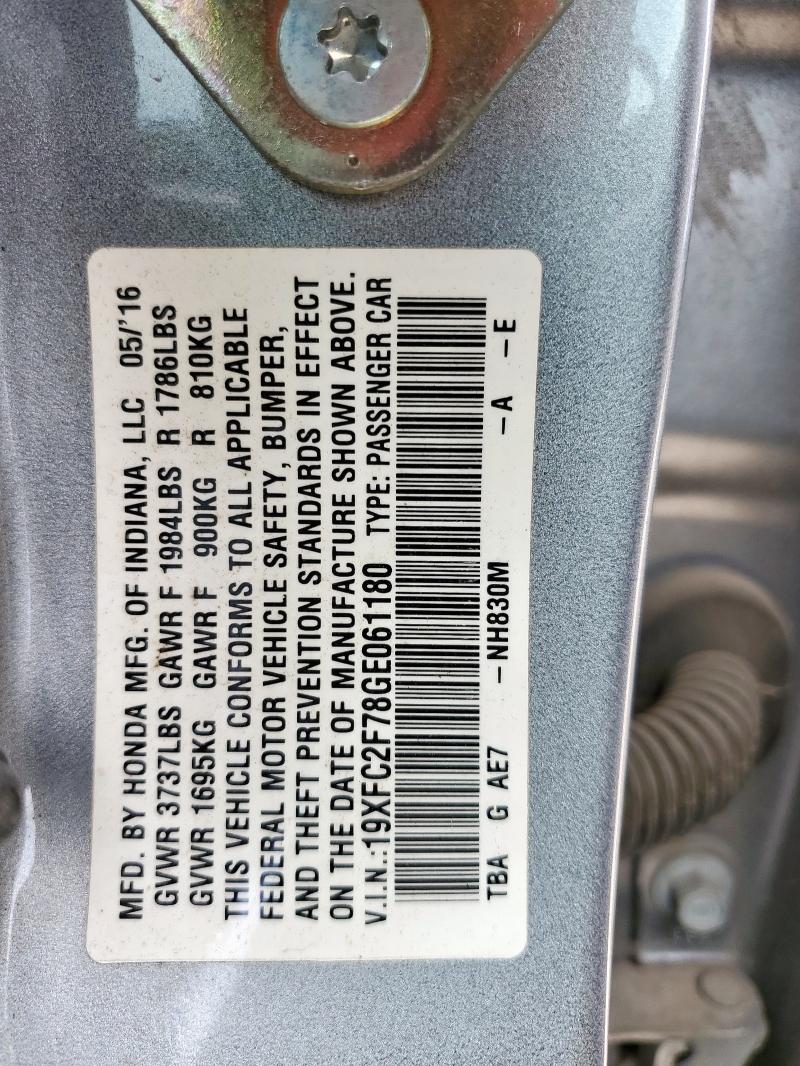 MFD. BY HONDA MFG. OF INDIANA, LLC 05/'16
GVWR 3737LBS GAWR F 1984LBS R 1786LBS
GVWR 1695KG GAWR F 900KG R 810KG
THIS VEHICLE CONFORMS TO ALL APPLICABLE
FEDERAL MOTOR VEHICLE SAFETY, BUMPER,
AND THEFT PREVENTION STANDARDS IN EFFECT
ON THE DATE OF MANUFACTURE SHOWN ABOVE.
V.I.N.:19XFC2F78GE061180 TYPE: PASSENGER CAR
TBA G AE7 -NH830M -A -E